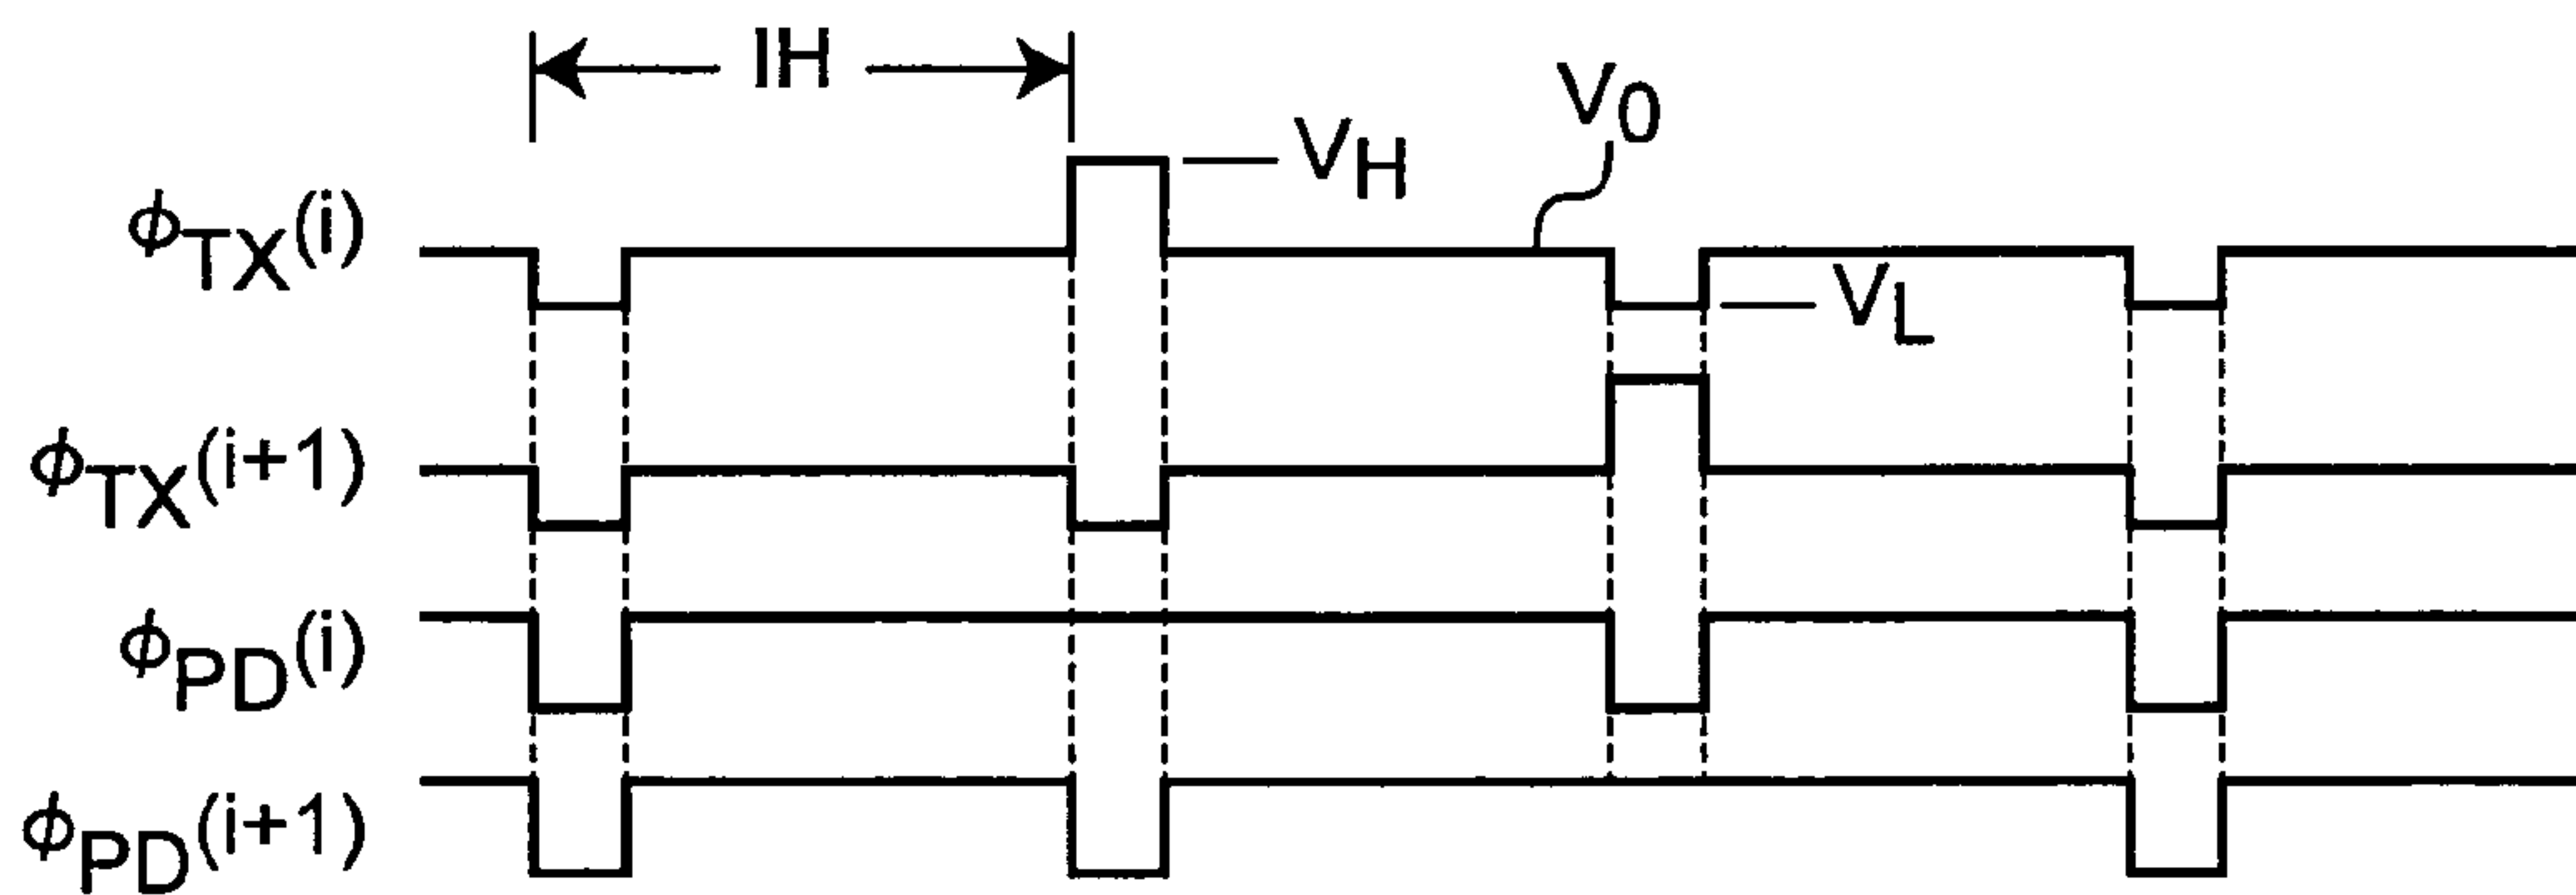 IH
V0
VH
ϕTX(i)
VL
ϕTX(i+1)
ϕPD(i)
ϕPD(i+1)